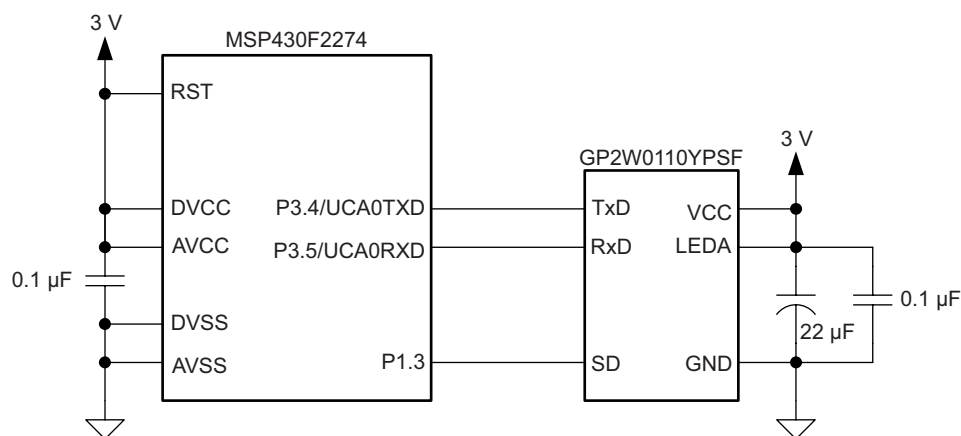 3 V
MSP430F2274
RST
DVCC
AVCC
0.1 µF
DVSS
AVSS
P3.4/UCA0TXD
P3.5/UCA0RXD
P1.3
GP2W0110YPSF
TxD
RxD
SD
VCC
LEDA
GND
3 V
22 µF
0.1 µF